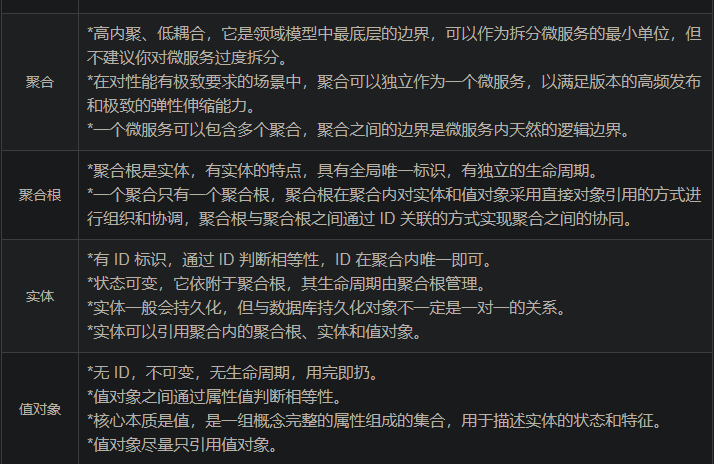 *高内聚、低耦合，它是领域模型中最底层的边界，可以作为拆分微服务的最小单位，但
不建议你对微服务过度拆分。
聚合
*在对性能有极致要求的场景中，聚合可以独立作为一个微服务，以满足版本的高频发布
和极致的弹性伸缩能力。
*一个微服务可以包含多个聚合，聚合之间的边界是微服务内天然的逻辑边界。
*聚合根是实体，有实体的特点，具有全局唯一标识，有独立的生命周期。
聚合根
*一个聚合只有一个聚合根，聚合根在聚合内对实体和值对象采用直接对象引用的方式进
行组织和协调，聚合根与聚合根之间通过 ID 关联的方式实现聚合之间的协同。
*有 ID 标识，通过 ID 判断相等性，ID 在聚合内唯一即可。
*状态可变，它依附于聚合根，其生命周期由聚合根管理。
实体
*实体一般会持久化，但与数据库持久化对象不一定是一对一的关系。
*实体可以引用聚合内的聚合根、实体和值对象。
*无 ID，不可变，无生命周期，用完即扔。
*值对象之间通过属性值判断相等性。
值对象
*核心本质是值，是一组概念完整的属性组成的集合，用于描述实体的状态和特征。
*值对象尽量只引用值对象。